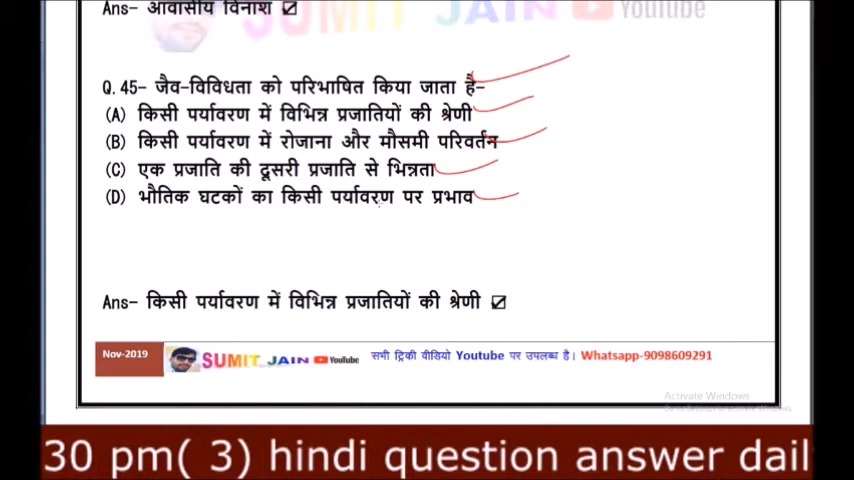 Ans- आवासीय विनाश ☑
SUMIT JAIN Youtube
Q.45- जैव-विविधता को परिभाषित किया जाता है-
(A) किसी पर्यावरण में विभिन्न प्रजातियों की श्रेणी
(B) किसी पर्यावरण में रोजाना और मौसमी परिवर्तन
(C) एक प्रजाति की दूसरी प्रजाति से भिन्नता
(D) भौतिक घटकों का किसी पर्यावरण पर प्रभाव
Ans- किसी पर्यावरण में विभिन्न प्रजातियों की श्रेणी ☑
Nov-2019 SUMIT JAIN YouTube सभी ट्रिकी वीडियो Youtube पर उपलब्ध है। Whatsapp-9098609291
Activate Windows
30 pm( 3) hindi question answer dail